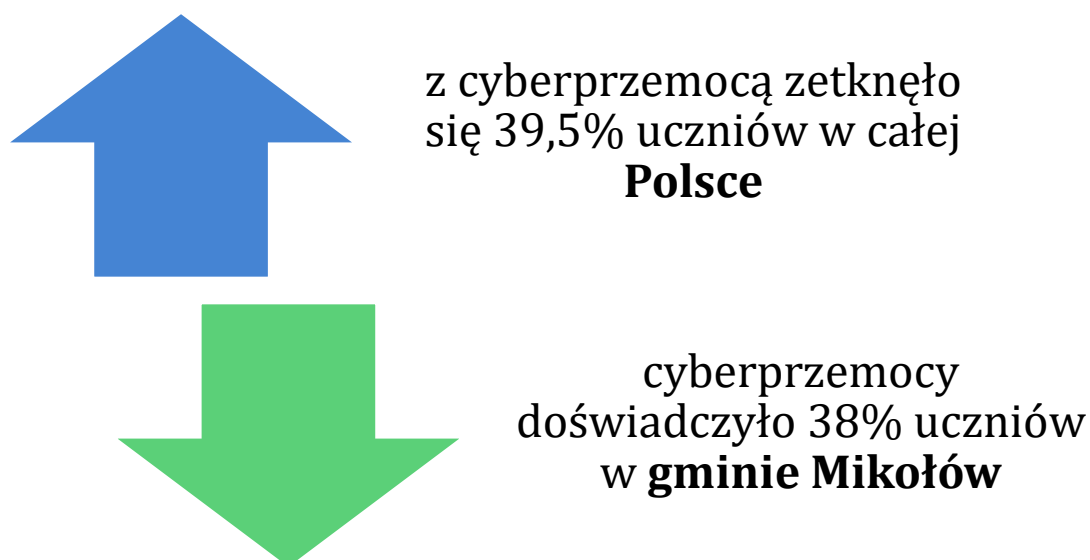 z cyberprzemocą zetknęło
się 39,5% uczniów w całej
Polsce
cyberprzemocy
doświadczyło 38% uczniów
w gminie Mikołów